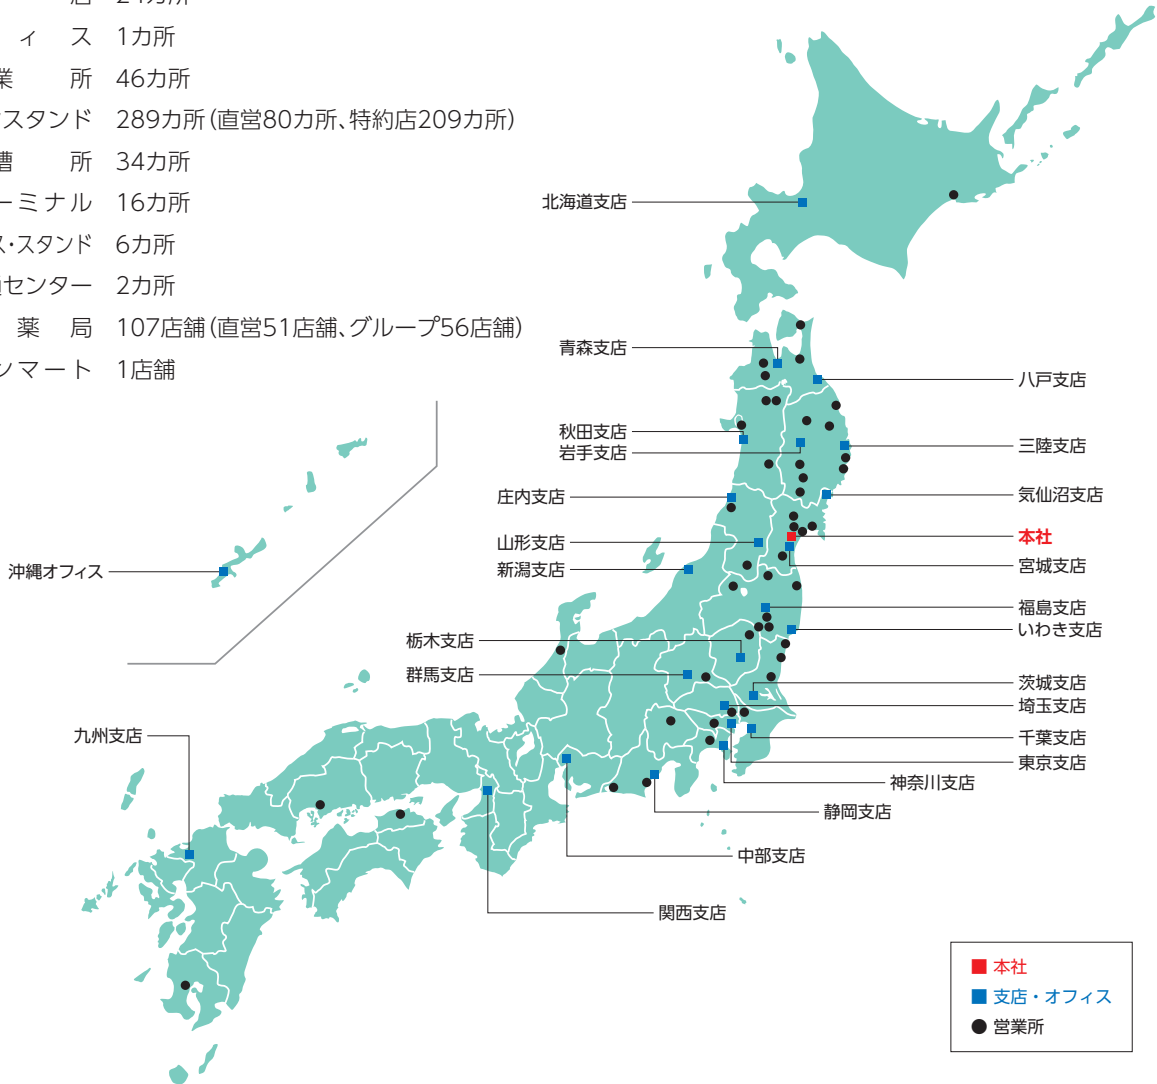 ィス 1カ所
業所 46カ所
スタンド 289カ所(直営80カ所、特約店209カ所)
所 34カ所
ーミナル 16カ所
ス・スタンド 6カ所
センター 2カ所
薬局 107店舗(直営51店舗、グループ56店舗)
ンマート 1店舗
北海道支店
青森支店
八戸支店
秋田支店
岩手支店
三陸支店
庄内支店
気仙沼支店
本社
山形支店
宮城支店
新潟支店
沖縄オフィス
福島支店
いわき支店
栃木支店
群馬支店
茨城支店
埼玉支店
九州支店
千葉支店
東京支店
神奈川支店
静岡支店
中部支店
関西支店
本社
支店・オフィス
営業所